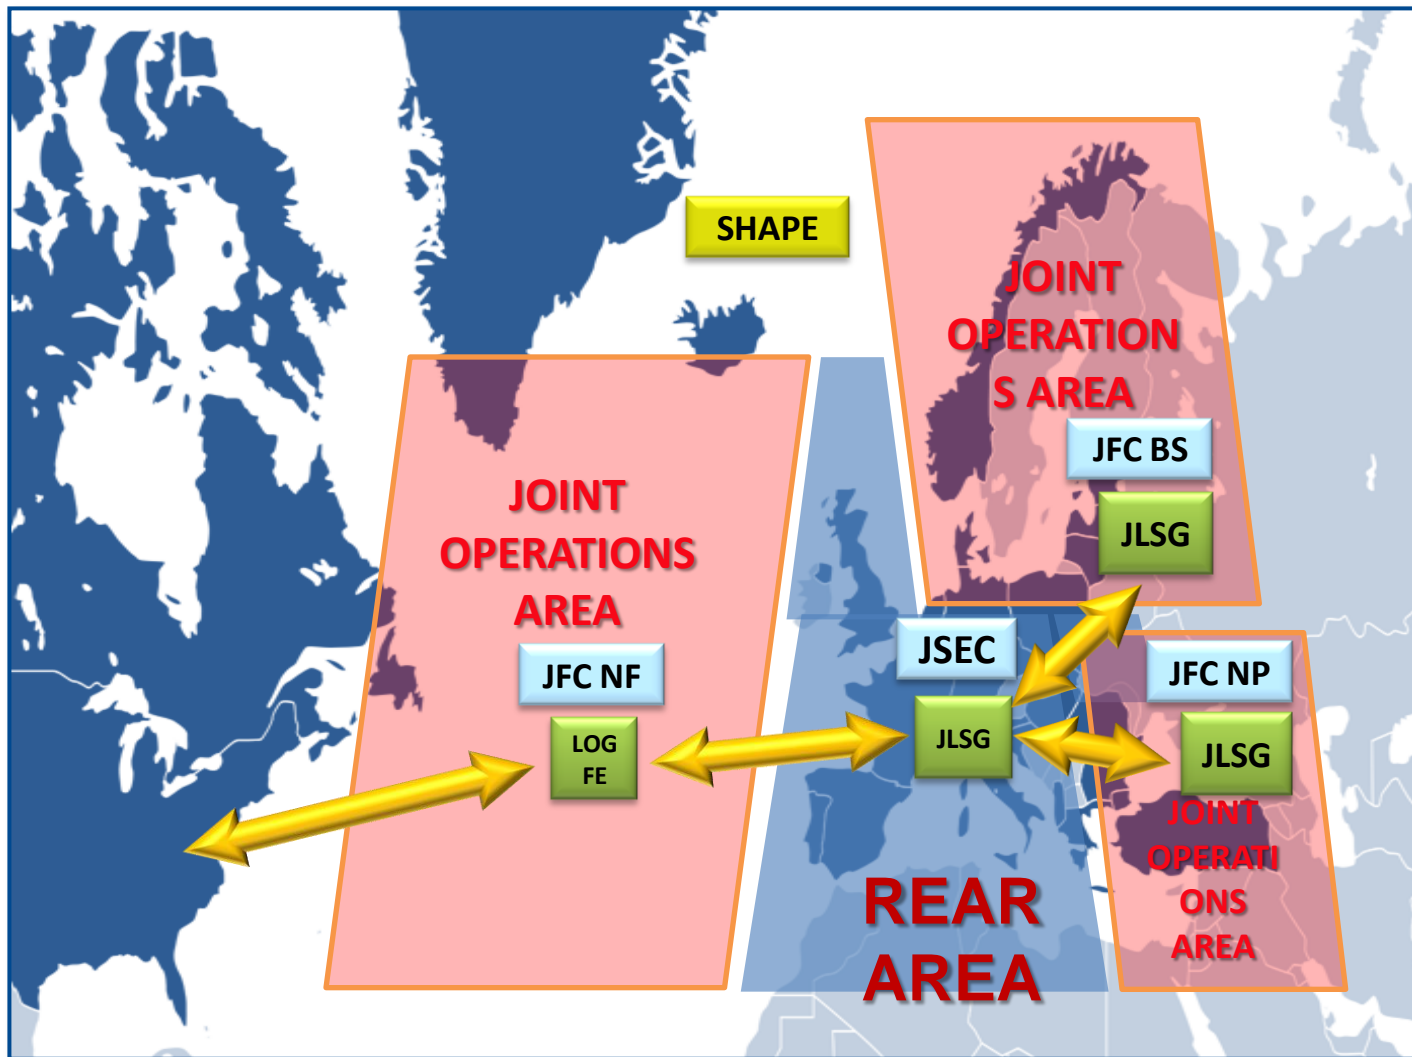 SHAPE
JOINT
OPERATION
S AREA
JFC BS
JLSG
JOINT
OPERATIONS
AREA
JFC NF
LOG
FE
JSEC
JLSG
JFC NP
JLSG
JOINT
OPERATI
ONS
AREA
REAR
AREA